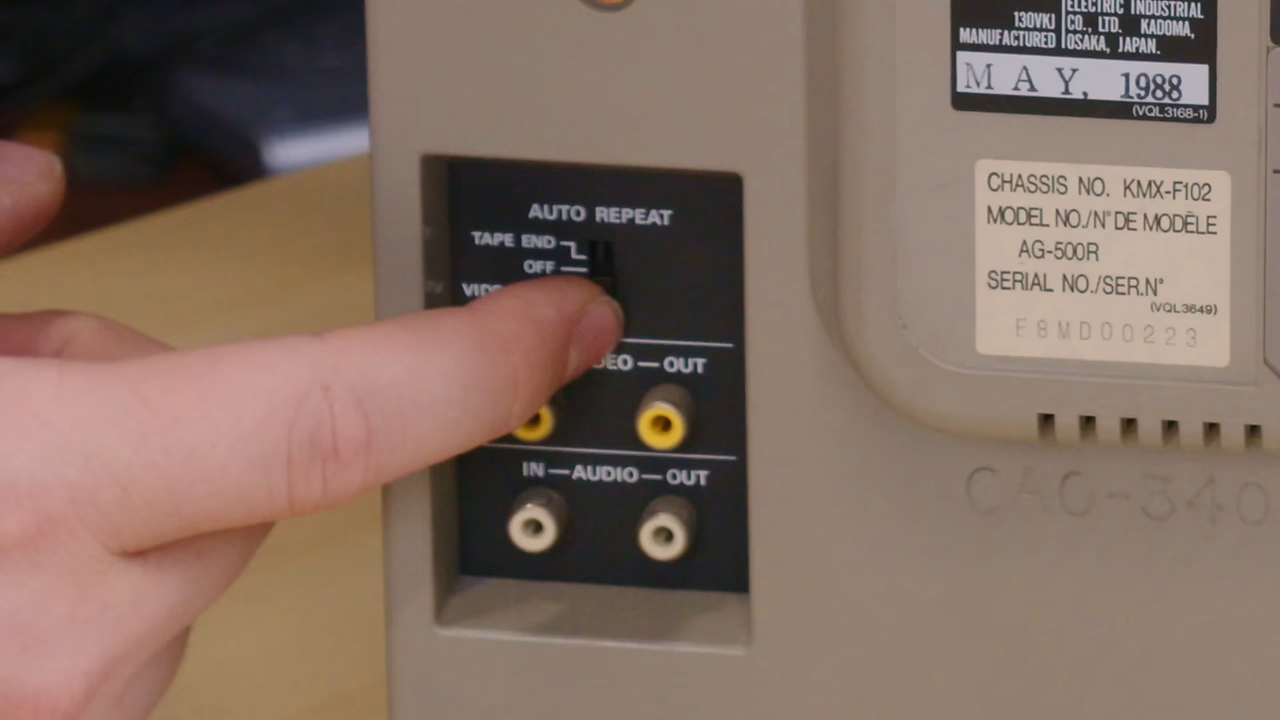 AUTO REPEAT
TAPE END
OFF
OUT
IN — AUDIO — OUT
ELECTRIC INDUSTRIAL
130VKJ CO., LTD. KADOMA,
MANUFACTURED OSAKA, JAPAN.
MAY, 1988
(VQL3168-1)
CHASSIS NO. KMX-F102
MODEL NO./N° DE MODÈLE
AG-500R
SERIAL NO./SER.N°
(VQL3649)
E8MD00223
CAC-340